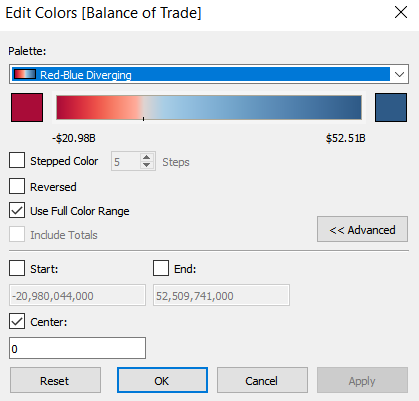 Edit Colors [Balance of Trade]
Palette:
Red-Blue Diverging
-$20.98B $52.51B
Stepped Color 5 Steps
Reversed
Use Full Color Range
Include Totals
<< Advanced
Start: End:
-20,980,044,000 52,509,741,000
Center:
0
Reset OK Cancel Apply